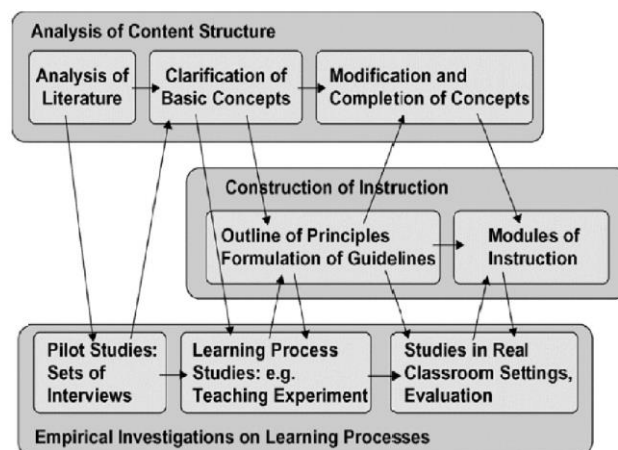 Analysis of Content Structure
Analysis of
Literature
Clarification of
Basic Concepts
Modification and
Completion of Concepts
Construction of Instruction
Outline of Principles
Formulation of Guidelines
Modules of
Instruction
Pilot Studies:
Sets of
Interviews
Learning Process
Studies: e.g.
Teaching Experiment
Studies in Real
Classroom Settings,
Evaluation
Empirical Investigations on Learning Processes